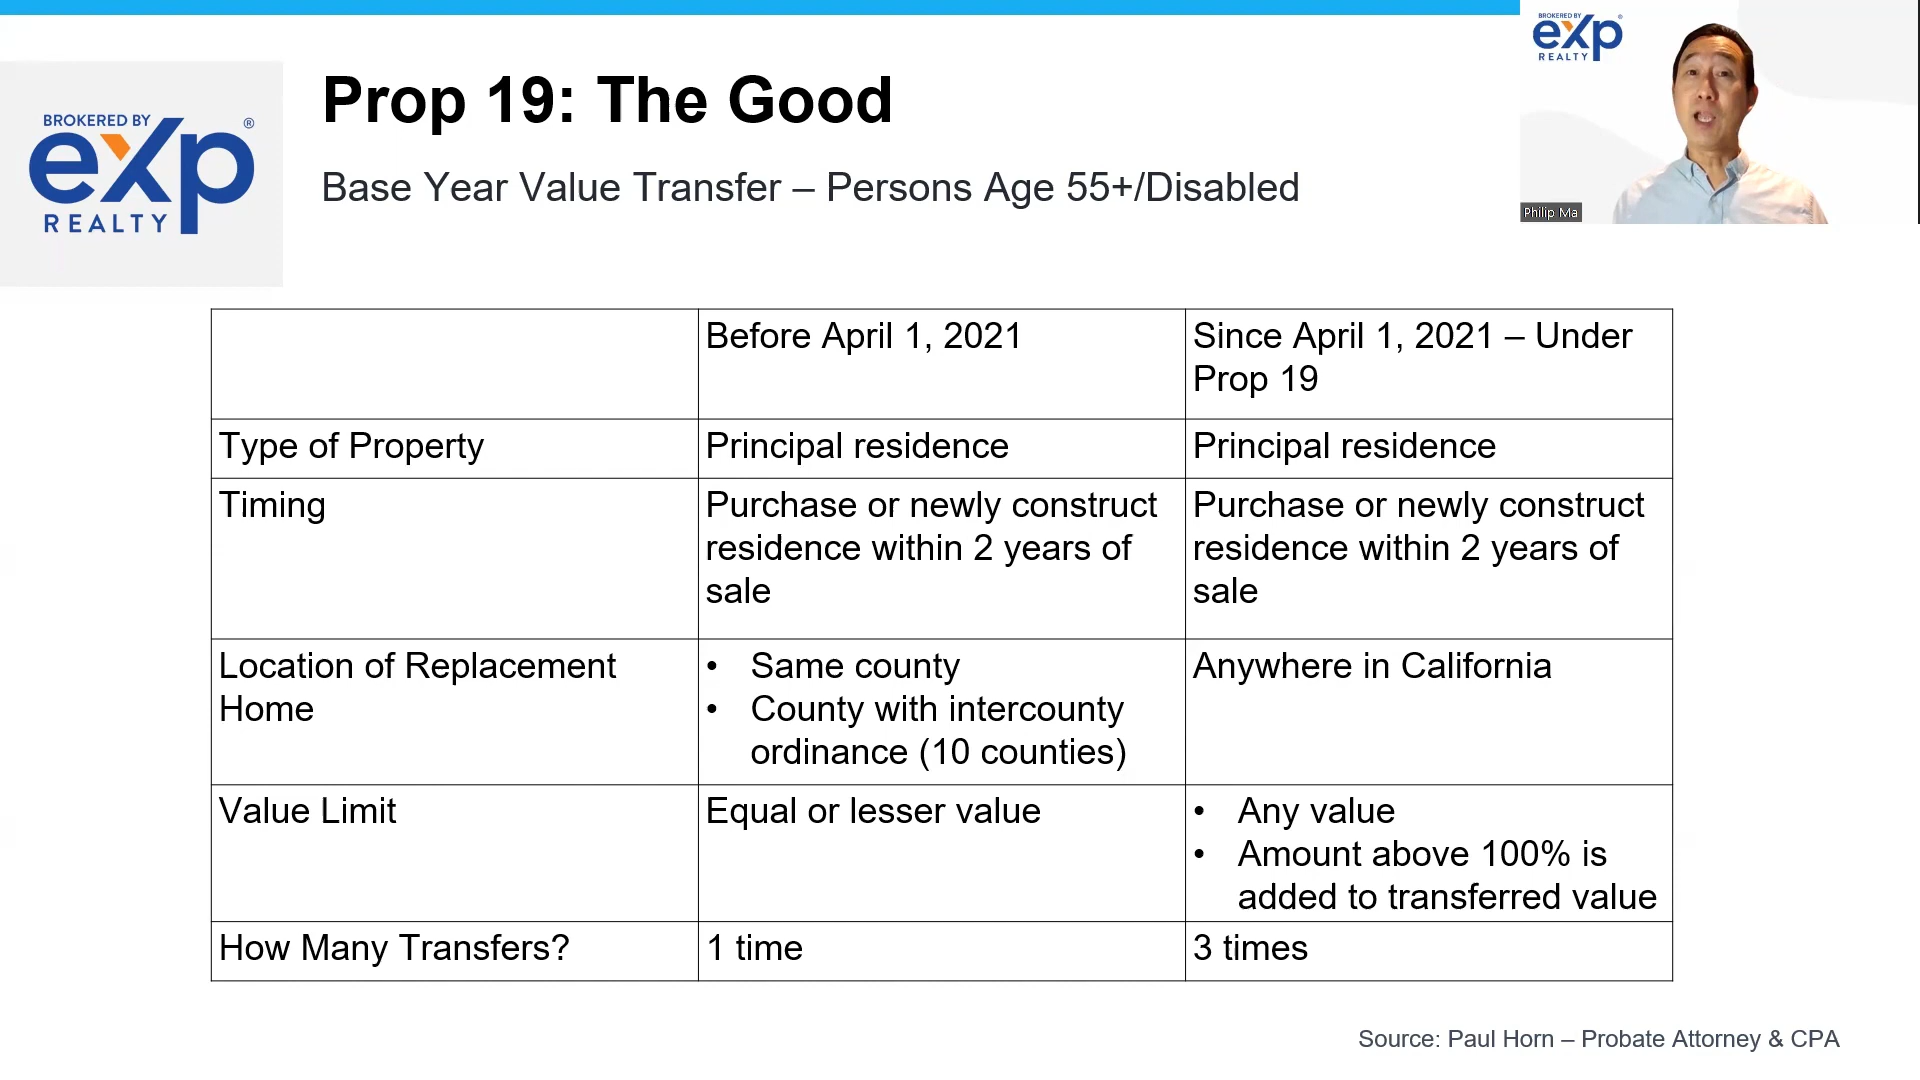 BROKERED BY
eXp®
REALTY
Prop 19: The Good
Base Year Value Transfer – Persons Age 55+/Disabled
BROKERED BY
eXp®
REALTY
Philip Ma
Before April 1, 2021
Since April 1, 2021 – Under
Prop 19
Type of Property
Principal residence
Principal residence
Timing
Purchase or newly construct
residence within 2 years of
sale
Purchase or newly construct
residence within 2 years of
sale
Location of Replacement
Home
• Same county
• County with intercounty
ordinance (10 counties)
Anywhere in California
Value Limit
Equal or lesser value
• Any value
• Amount above 100% is
added to transferred value
How Many Transfers?
1 time
3 times
Source: Paul Horn – Probate Attorney & CPA